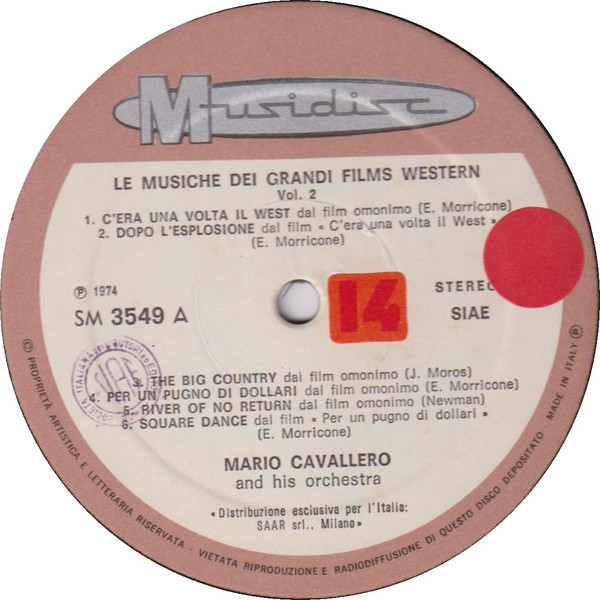 Musidisc
LE MUSICHE DEI GRANDI FILMS WESTERN
Vol. 2
1. C'ERA UNA VOLTA IL WEST dal film omonimo (E. Morricone)
2. DOPO L'ESPLOSIONE dal film « C'era una volta il West »
(E. Morricone)
℗ 1974
SM 3549 A
14
STEREO
SIAE
3. THE BIG COUNTRY dal film omonimo (J. Moros)
4. PER UN PUGNO DI DOLLARI dal film omonimo (E. Morricone)
5. RIVER OF NO RETURN dal film omonimo (Newman)
6. SQUARE DANCE dal film « Per un pugno di dollari »
(E. Morricone)
MARIO CAVALLERO
and his orchestra
«Distribuzione esclusiva per l'Italia:
SAAR srl., Milano»
© PROPRIETÀ ARTISTICA E LETTERARIA RISERVATA - VIETATA RIPRODUZIONE E RADIODIFFUSIONE DI QUESTO DISCO DEPOSITATO - MADE IN ITALY ℗
SOCIETÀ ITALIANA
SIAE